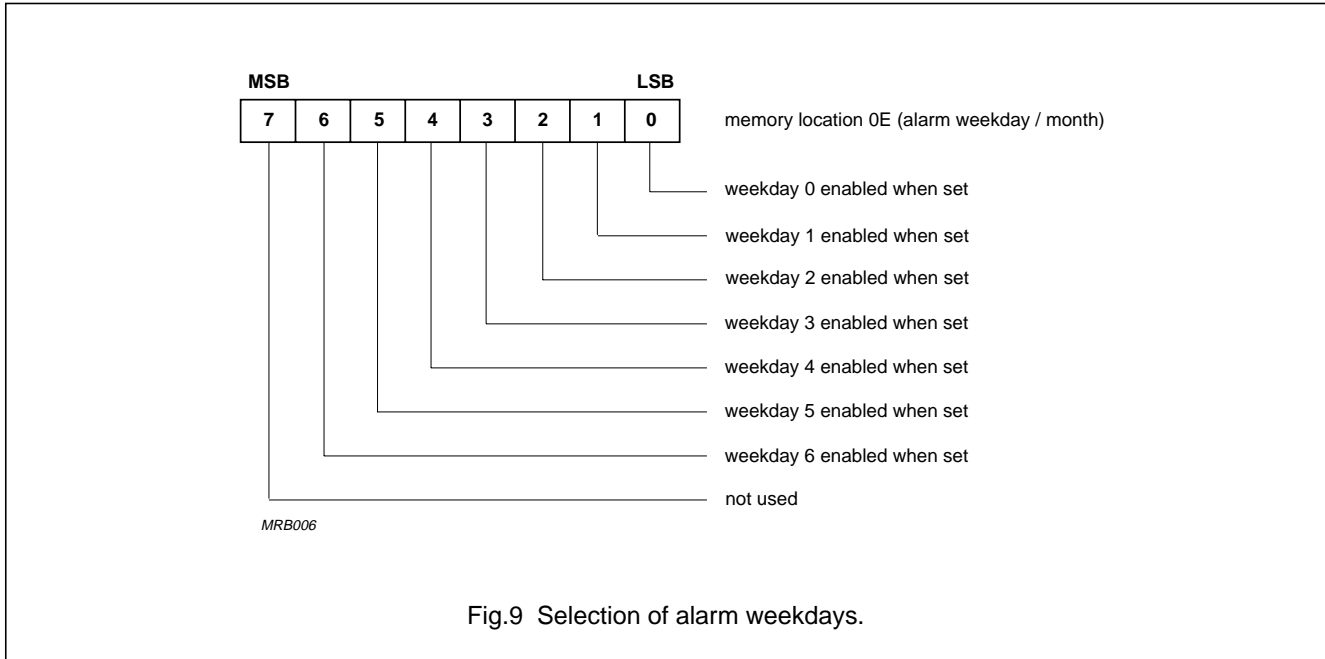 MSB LSB
7 6 5 4 3 2 1 0 memory location 0E (alarm weekday / month)
weekday 0 enabled when set
weekday 1 enabled when set
weekday 2 enabled when set
weekday 3 enabled when set
weekday 4 enabled when set
weekday 5 enabled when set
weekday 6 enabled when set
not used
MRB006
Fig.9 Selection of alarm weekdays.